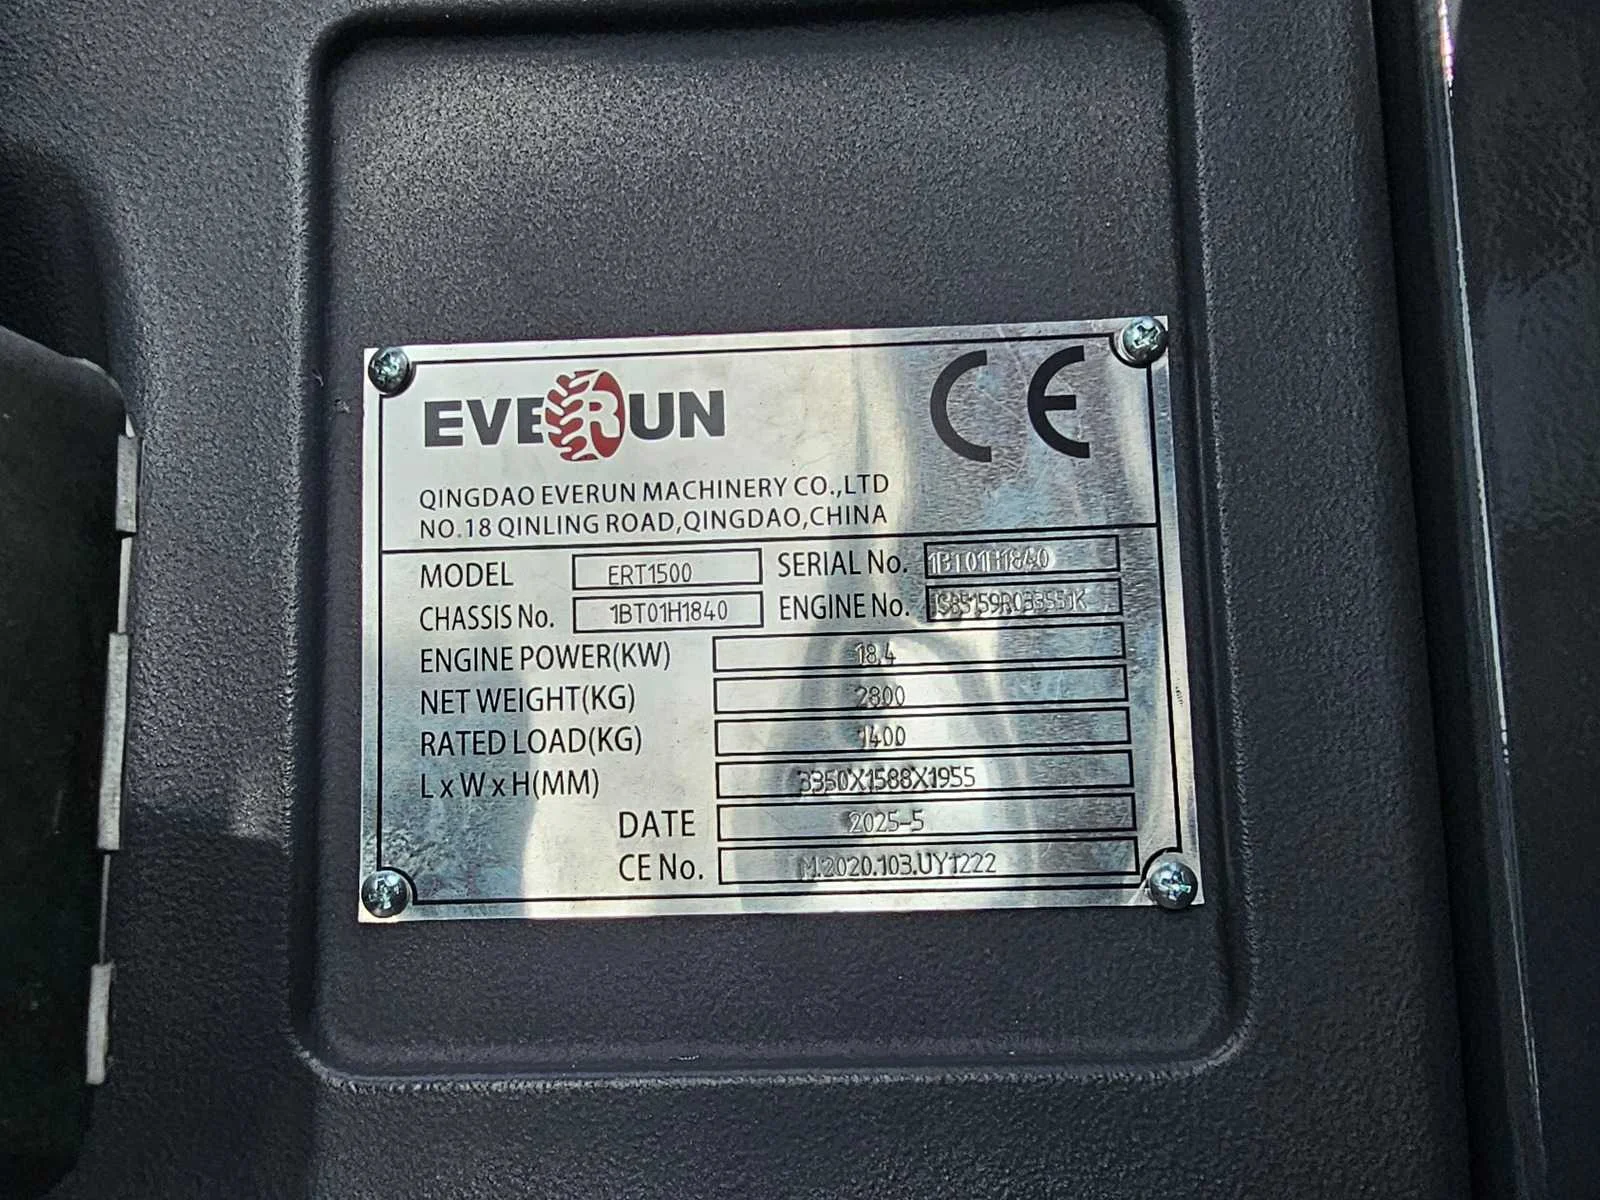 EVERUN
CE
QINGDAO EVERUN MACHINERY CO.,LTD
NO.18 QINLING ROAD,QINGDAO,CHINA
MODEL ERT1500 SERIAL No. 1BT01H1840
CHASSIS No. 1BT01H1840 ENGINE No.
ENGINE POWER(KW) 18.4
NET WEIGHT(KG) 2800
RATED LOAD(KG) 1400
L x W x H(MM) 3350X1588X1955
DATE 2025-5
CE No. M.2020.103.UY1222